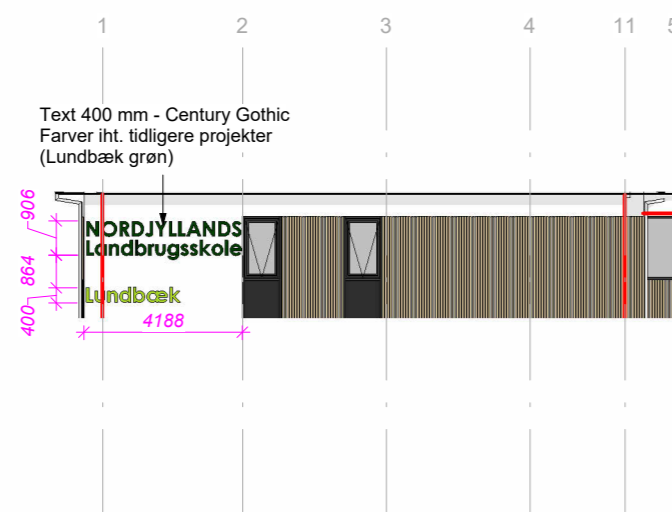 1 2 3 4 11 5
Text 400 mm - Century Gothic
Farver iht. tidligere projekter
(Lundbæk grøn)
906
NORDJYLLANDS
Landbrugsskole
864
Lundbæk
400
4188